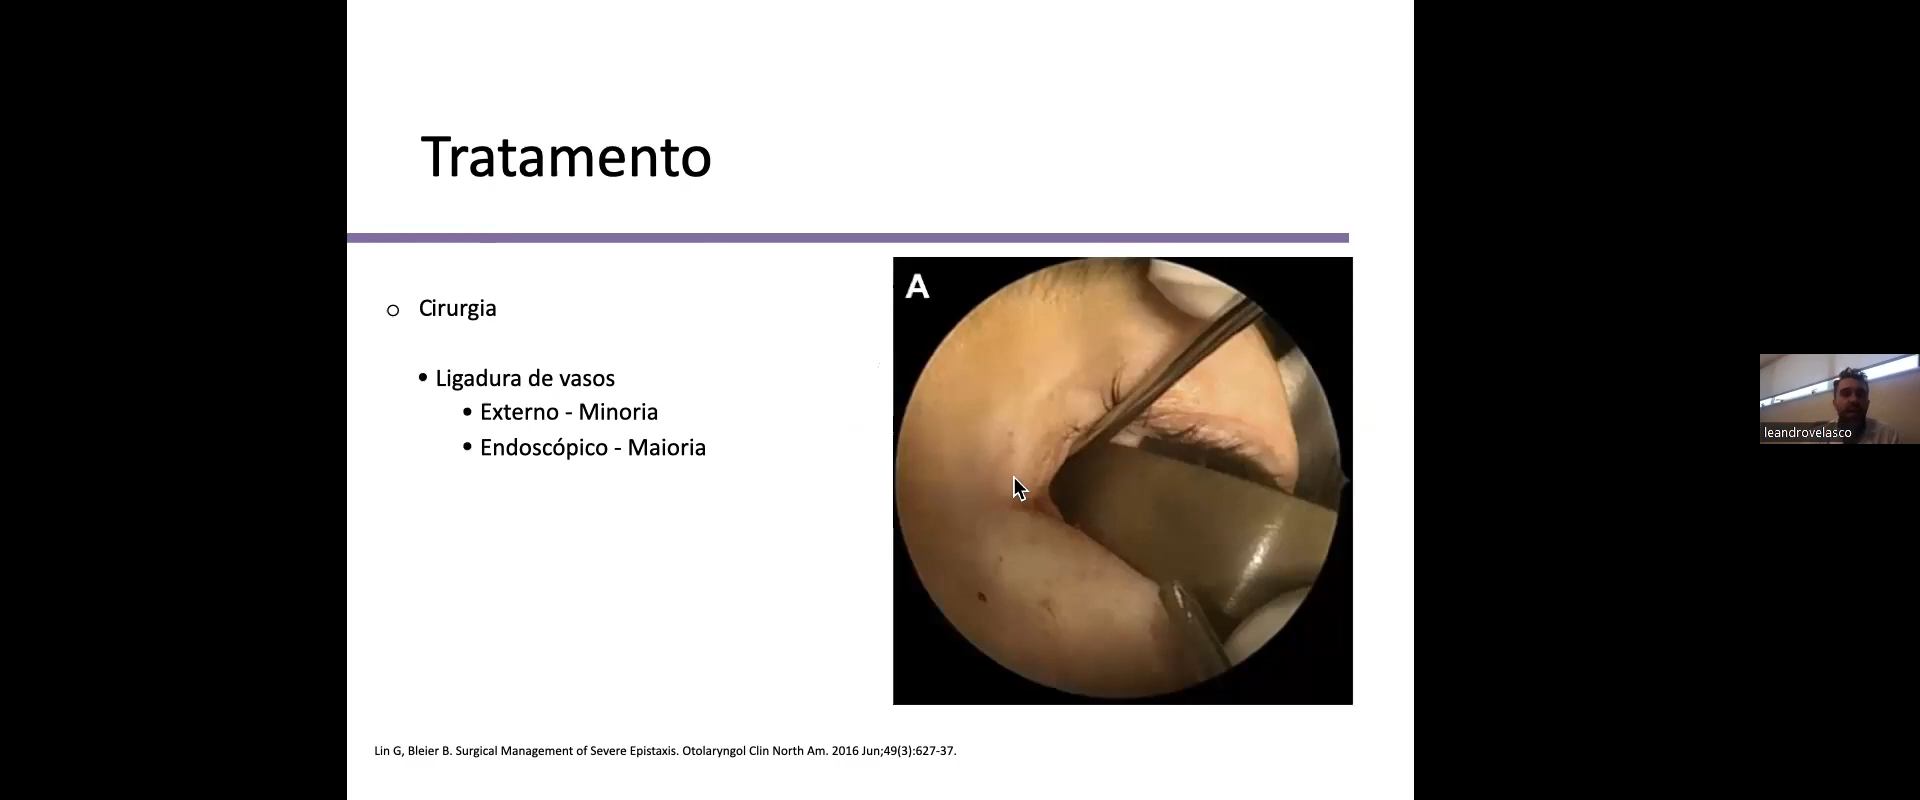 Tratamento
A
Cirurgia
Ligadura de vasos
Externo - Minoria
Endoscópico - Maioria
leandrovelasco
Lin G, Bleier B. Surgical Management of Severe Epistaxis. Otolaryngol Clin North Am. 2016 Jun;49(3):627-37.